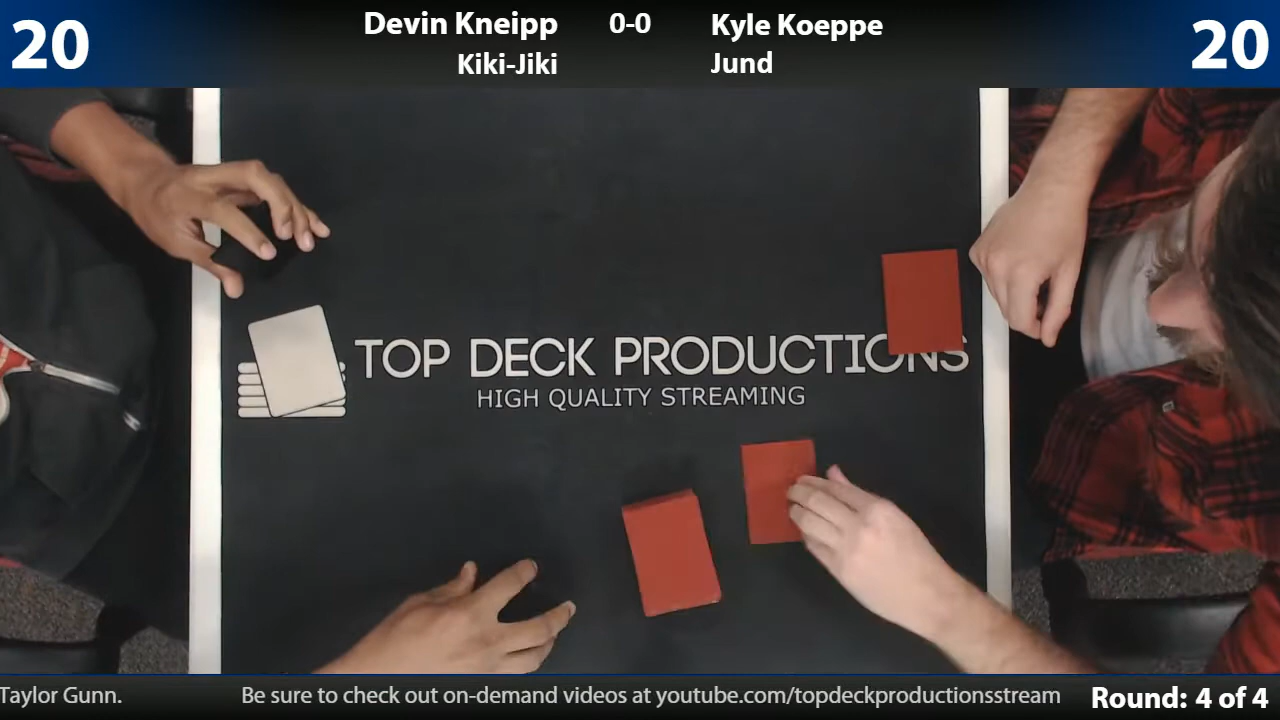 20
Devin Kneipp
0-0
Kyle Koeppe
20
Kiki-Jiki
Jund
TOP DECK PRODUCTIONS
HIGH QUALITY STREAMING
Taylor Gunn.
Be sure to check out on-demand videos at youtube.com/topdeckproductionsstream
Round: 4 of 4